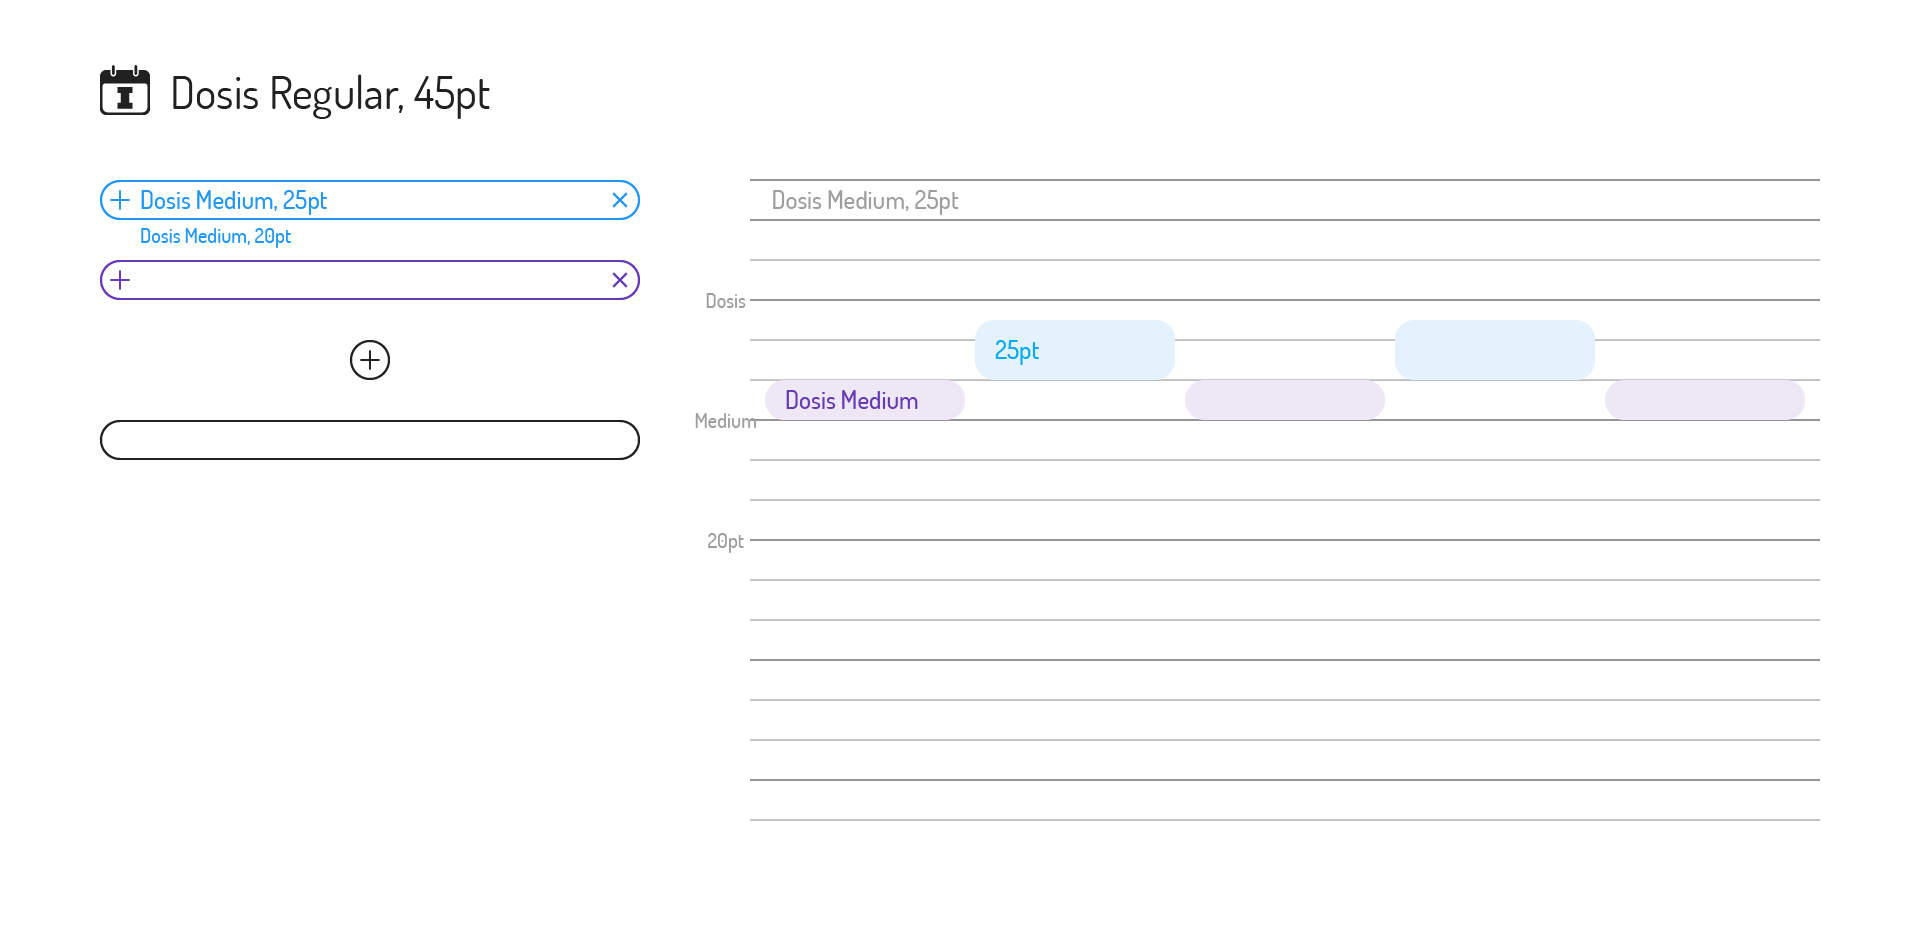 I
Dosis Regular, 45pt
Dosis Medium, 25pt
Dosis Medium, 20pt
Dosis Medium, 25pt
Dosis
25pt
Dosis Medium
Medium
20pt